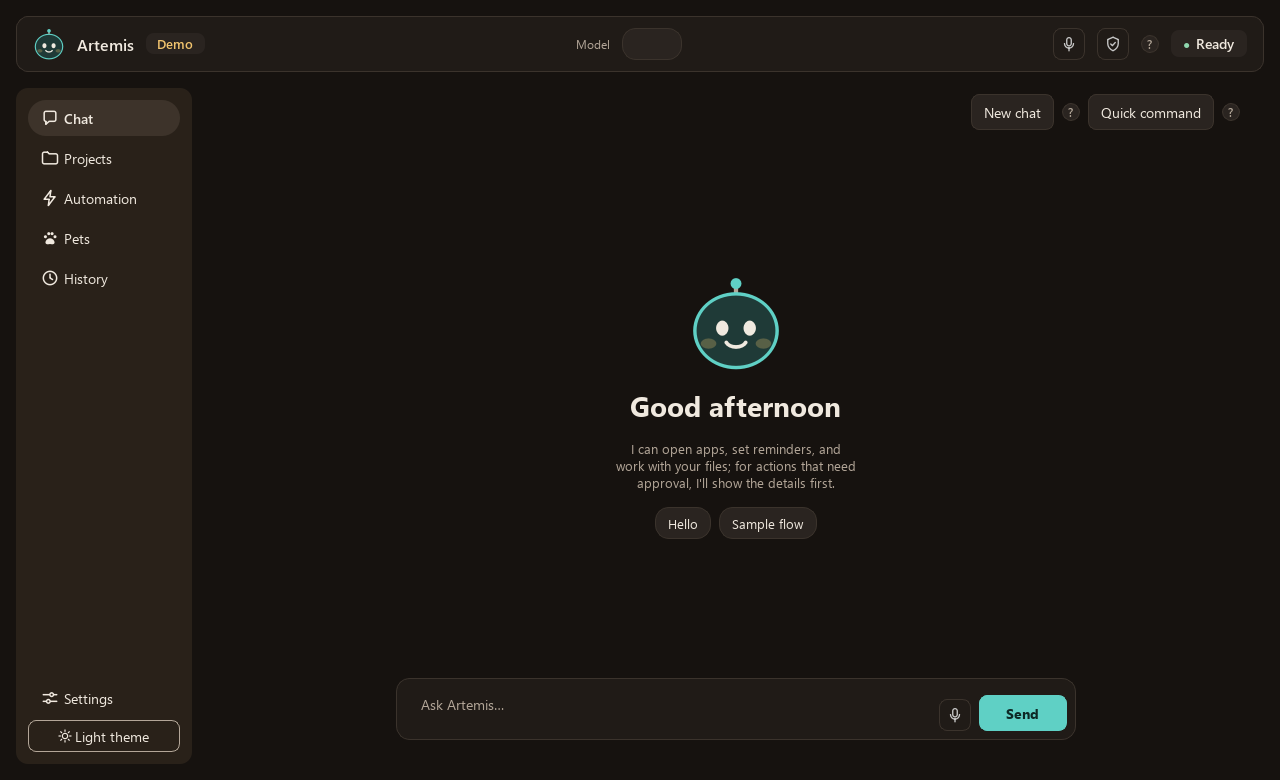 Artemis
Demo
Model
?
Ready
Chat
Projects
Automation
Pets
History
Settings
Light theme
New chat
?
Quick command
?
Good afternoon
I can open apps, set reminders, and
work with your files; for actions that need
approval, I'll show the details first.
Hello
Sample flow
Ask Artemis...
Send